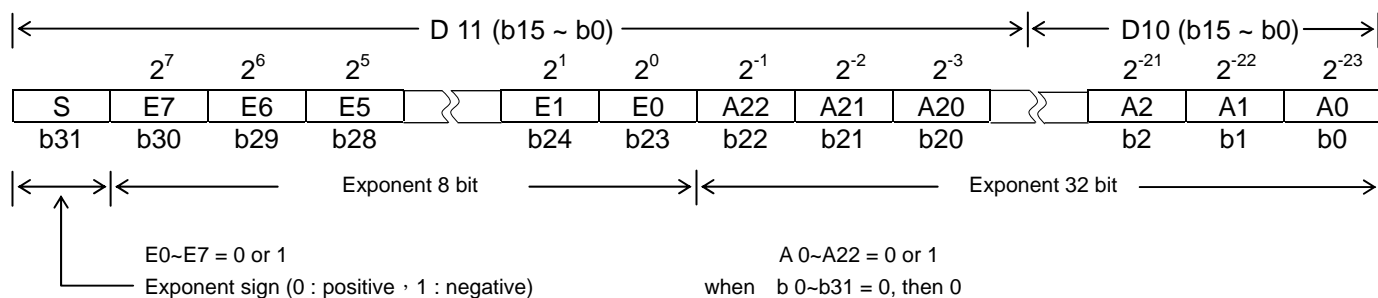 D 11 (b15 ~ b0) D10 (b15 ~ b0)
2^7 2^6 2^5 2^1 2^0 2^-1 2^-2 2^-3 2^-21 2^-22 2^-23
S E7 E6 E5 E1 E0 A22 A21 A20 A2 A1 A0
b31 b30 b29 b28 b24 b23 b22 b21 b20 b2 b1 b0
Exponent 8 bit Exponent 32 bit
E0~E7 = 0 or 1 A 0~A22 = 0 or 1
Exponent sign (0 : positive，1 : negative) when b 0~b31 = 0, then 0